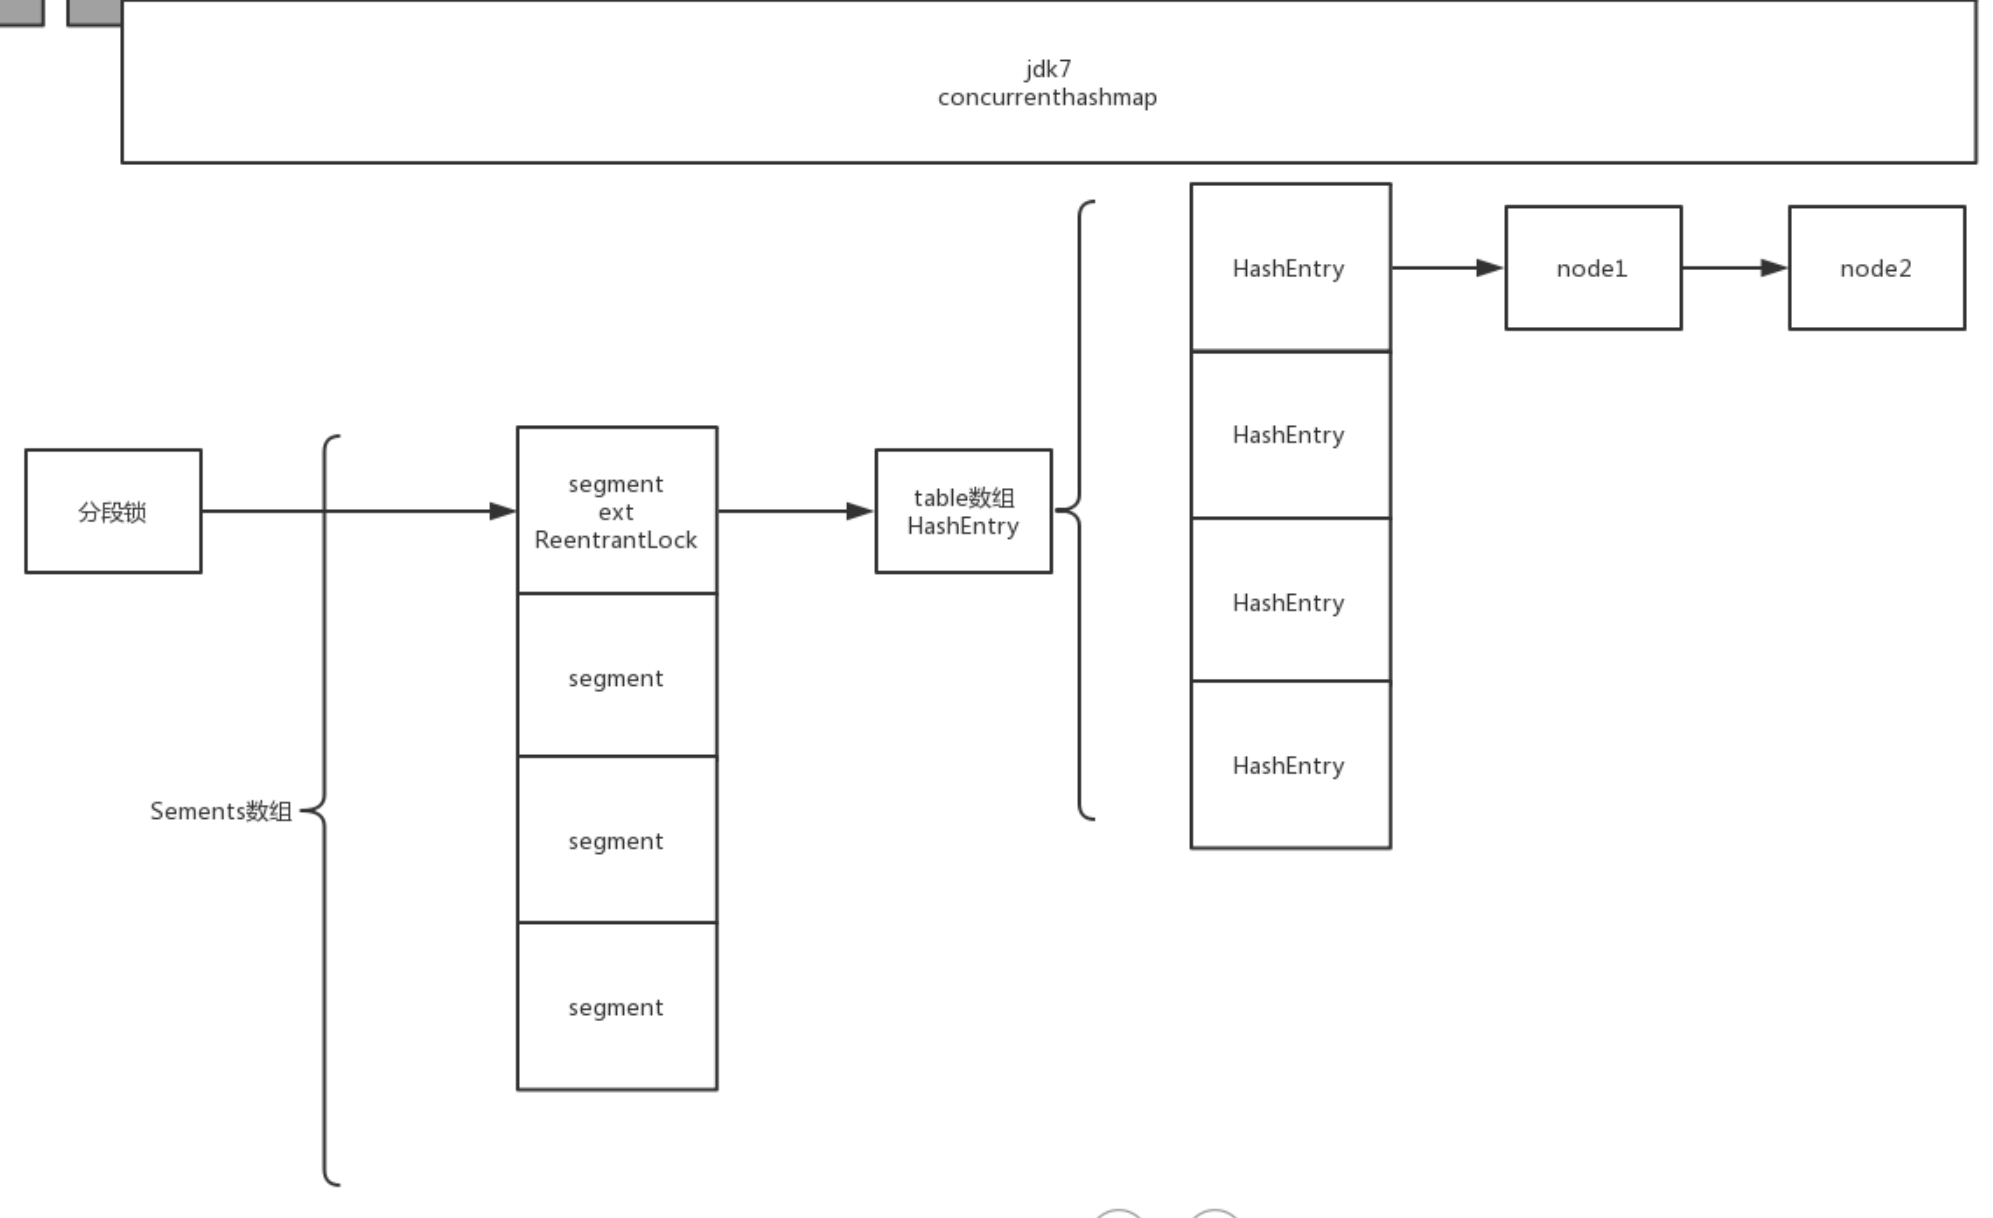 jdk7
concurrenthashmap
分段锁
Sements数组
segment
ext
ReentrantLock
segment
segment
segment
table数组
HashEntry
HashEntry
HashEntry
HashEntry
HashEntry
node1
node2